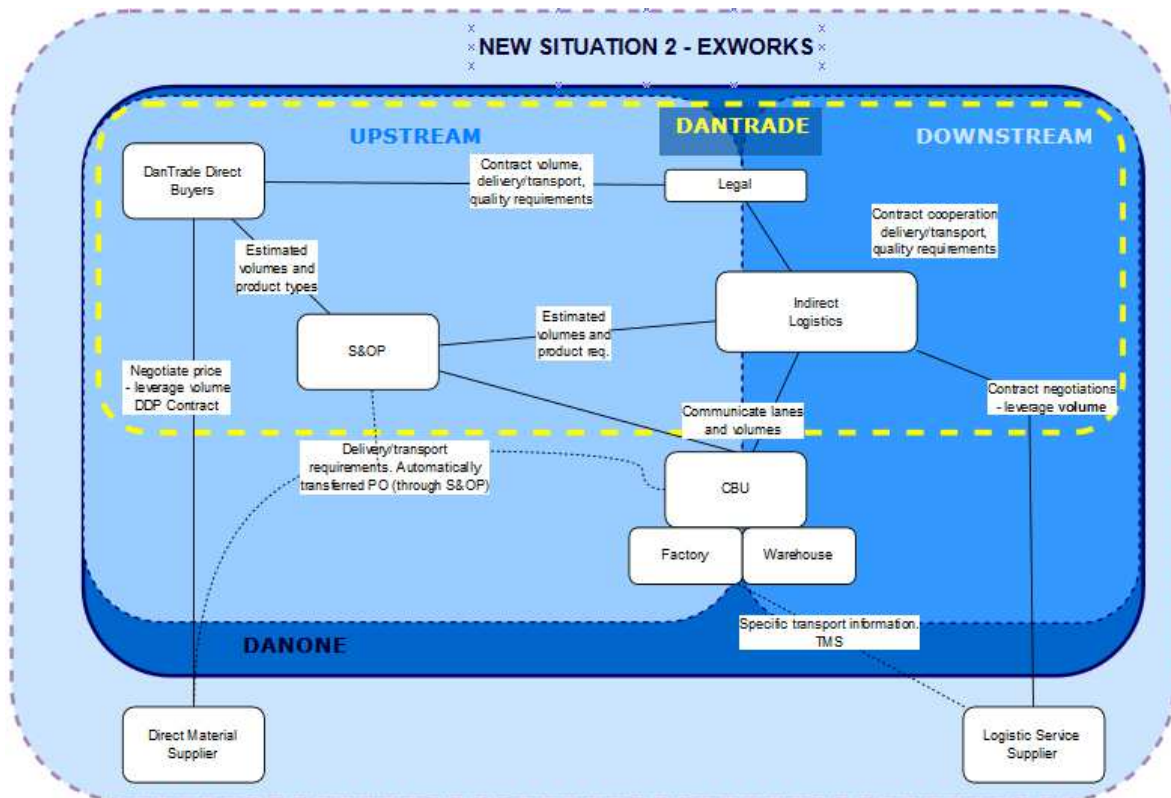 NEW SITUATION 2 - EXWORKS
UPSTREAM
DANTRADE
DOWNSTREAM
DanTrade Direct
Buyers
Contract volume,
delivery/transport,
quality requirements
Legal
Contract cooperation
delivery/transport,
quality requirements
Estimated
volumes and
product types
Indirect
Logistics
S&OP
Estimated
volumes and
product req.
Negotiate price
- leverage volume
DDP Contract
Contract negotiations
- leverage volume
Communicate lanes
and volumes
Delivery/transport
requirements. Automatically
transferred PO (through S&OP)
CBU
Factory
Warehouse
Specific transport information.
TMS
DANONE
Direct Material
Supplier
Logistic Service
Supplier